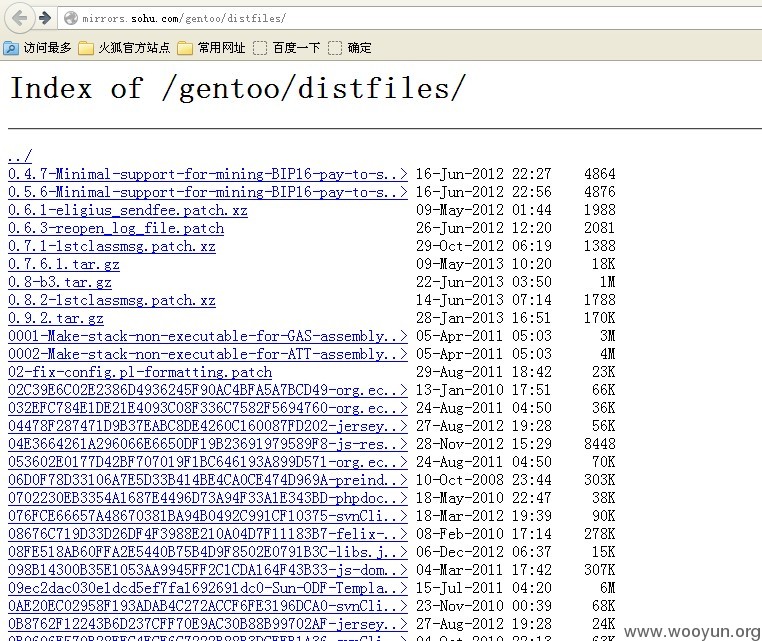 mirrors.sohu.com/gentoo/distfiles/
访问最多 火狐官方站点 常用网址 百度一下 确定
Index of /gentoo/distfiles/
../
0.4.7-Minimal-support-for-mining-BIP16-pay-to-s..> 16-Jun-2012 22:27 4864
0.5.6-Minimal-support-for-mining-BIP16-pay-to-s..> 16-Jun-2012 22:56 4876
0.6.1-eligius_sendfee.patch.xz 09-May-2012 01:44 1988
0.6.3-reopen_log_file.patch 26-Jun-2012 12:20 2081
0.7.1-1stclassmsg.patch.xz 29-Oct-2012 06:19 1388
0.7.6.1.tar.gz 09-May-2013 10:20 18K
0.8-b3.tar.gz 22-Jun-2013 03:50 1M
0.8.2-1stclassmsg.patch.xz 14-Jun-2013 07:14 1788
0.9.2.tar.gz 28-Jan-2013 16:51 170K
0001-Make-stack-non-executable-for-GAS-assembly..> 05-Apr-2011 05:03 3M
0002-Make-stack-non-executable-for-ATT-assembly..> 05-Apr-2011 05:03 4M
02-fix-config.pl-formatting.patch 29-Aug-2011 18:42 23K
02C39E6C02E2386D4936245F90AC4BFA5A7BCD49-org.ec..> 13-Jan-2010 17:51 66K
032EFC784E1DE21E4093C08F336C7582F5694760-org.ec..> 24-Aug-2011 04:50 36K
04478F287471D9B37EABC8DE4260C160087FD202-jersey..> 27-Aug-2012 19:28 56K
04E3664261A296066E6650DF19B23691979589F8-js-res..> 28-Nov-2012 15:29 8448
053602E0177D42BF707019F1BC646193A899D571-org.ec..> 24-Aug-2011 04:50 70K
06D0F78D33106A7E5D33B414BE4CA0CE474D969A-preind..> 10-Oct-2008 23:44 303K
0702230EB3354A1687E4496D73A94F33A1E343BD-phpdoc..> 18-May-2010 22:47 38K
076FCE66657A48670381BA94B0492C991CF10375-svnCli..> 18-Mar-2012 19:39 90K
08676C719D33D26DF4F3988E210A04D7F11183B7-felix-..> 08-Feb-2010 17:14 278K
08FE518AB60FFA2E5440B75B4D9F8502E0791B3C-libs.j..> 06-Dec-2012 06:37 15K
098B14300B35E1053AA9945FF2C1CDA164F43B33-js-dom..> 04-Mar-2011 17:42 307K
09ec2dac030e1dcd5ef7fa1692691dc0-Sun-ODF-Templa..> 15-Jul-2011 04:20 6M
0AE20EC02958F193ADAB4C272ACCF6FE3196DCA0-svnCli..> 23-Nov-2010 00:39 68K
0B8762F12243B6D237CFF70E9AC30B88B99702AF-jersey..> 27-Aug-2012 19:28 24K
www.wooyun.org